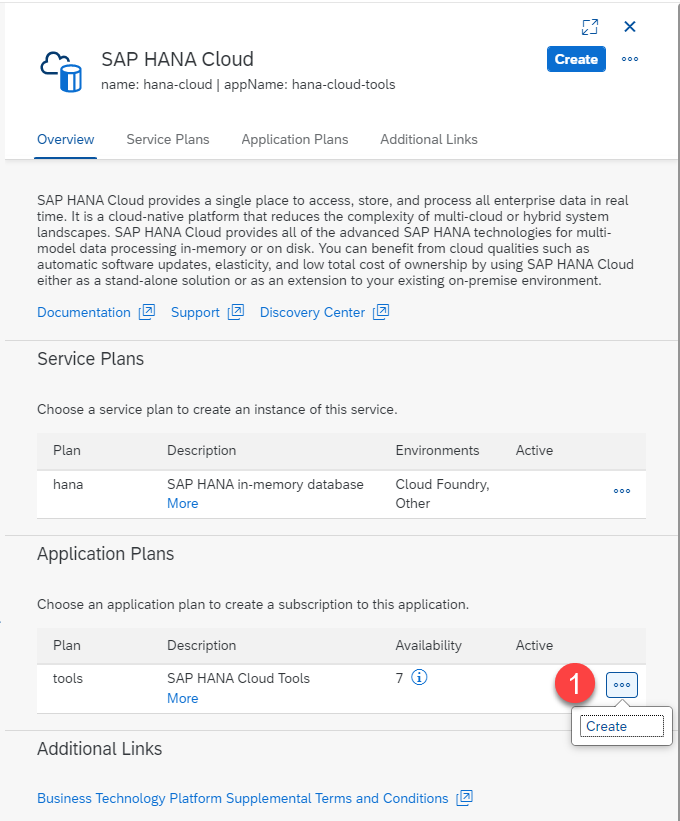 SAP HANA Cloud
Create
name: hana-cloud | appName: hana-cloud-tools
Overview Service Plans Application Plans Additional Links
SAP HANA Cloud provides a single place to access, store, and process all enterprise data in real
time. It is a cloud-native platform that reduces the complexity of multi-cloud or hybrid system
landscapes. SAP HANA Cloud provides all of the advanced SAP HANA technologies for multi-
model data processing in-memory or on disk. You can benefit from cloud qualities such as
automatic software updates, elasticity, and low total cost of ownership by using SAP HANA Cloud
either as a stand-alone solution or as an extension to your existing on-premise environment.
Documentation Support Discovery Center
Service Plans
Choose a service plan to create an instance of this service.
Plan Description Environments Active
hana SAP HANA in-memory database Cloud Foundry,
More Other
Application Plans
Choose an application plan to create a subscription to this application.
Plan Description Availability Active
tools SAP HANA Cloud Tools 7 1
More
Create
Additional Links
Business Technology Platform Supplemental Terms and Conditions